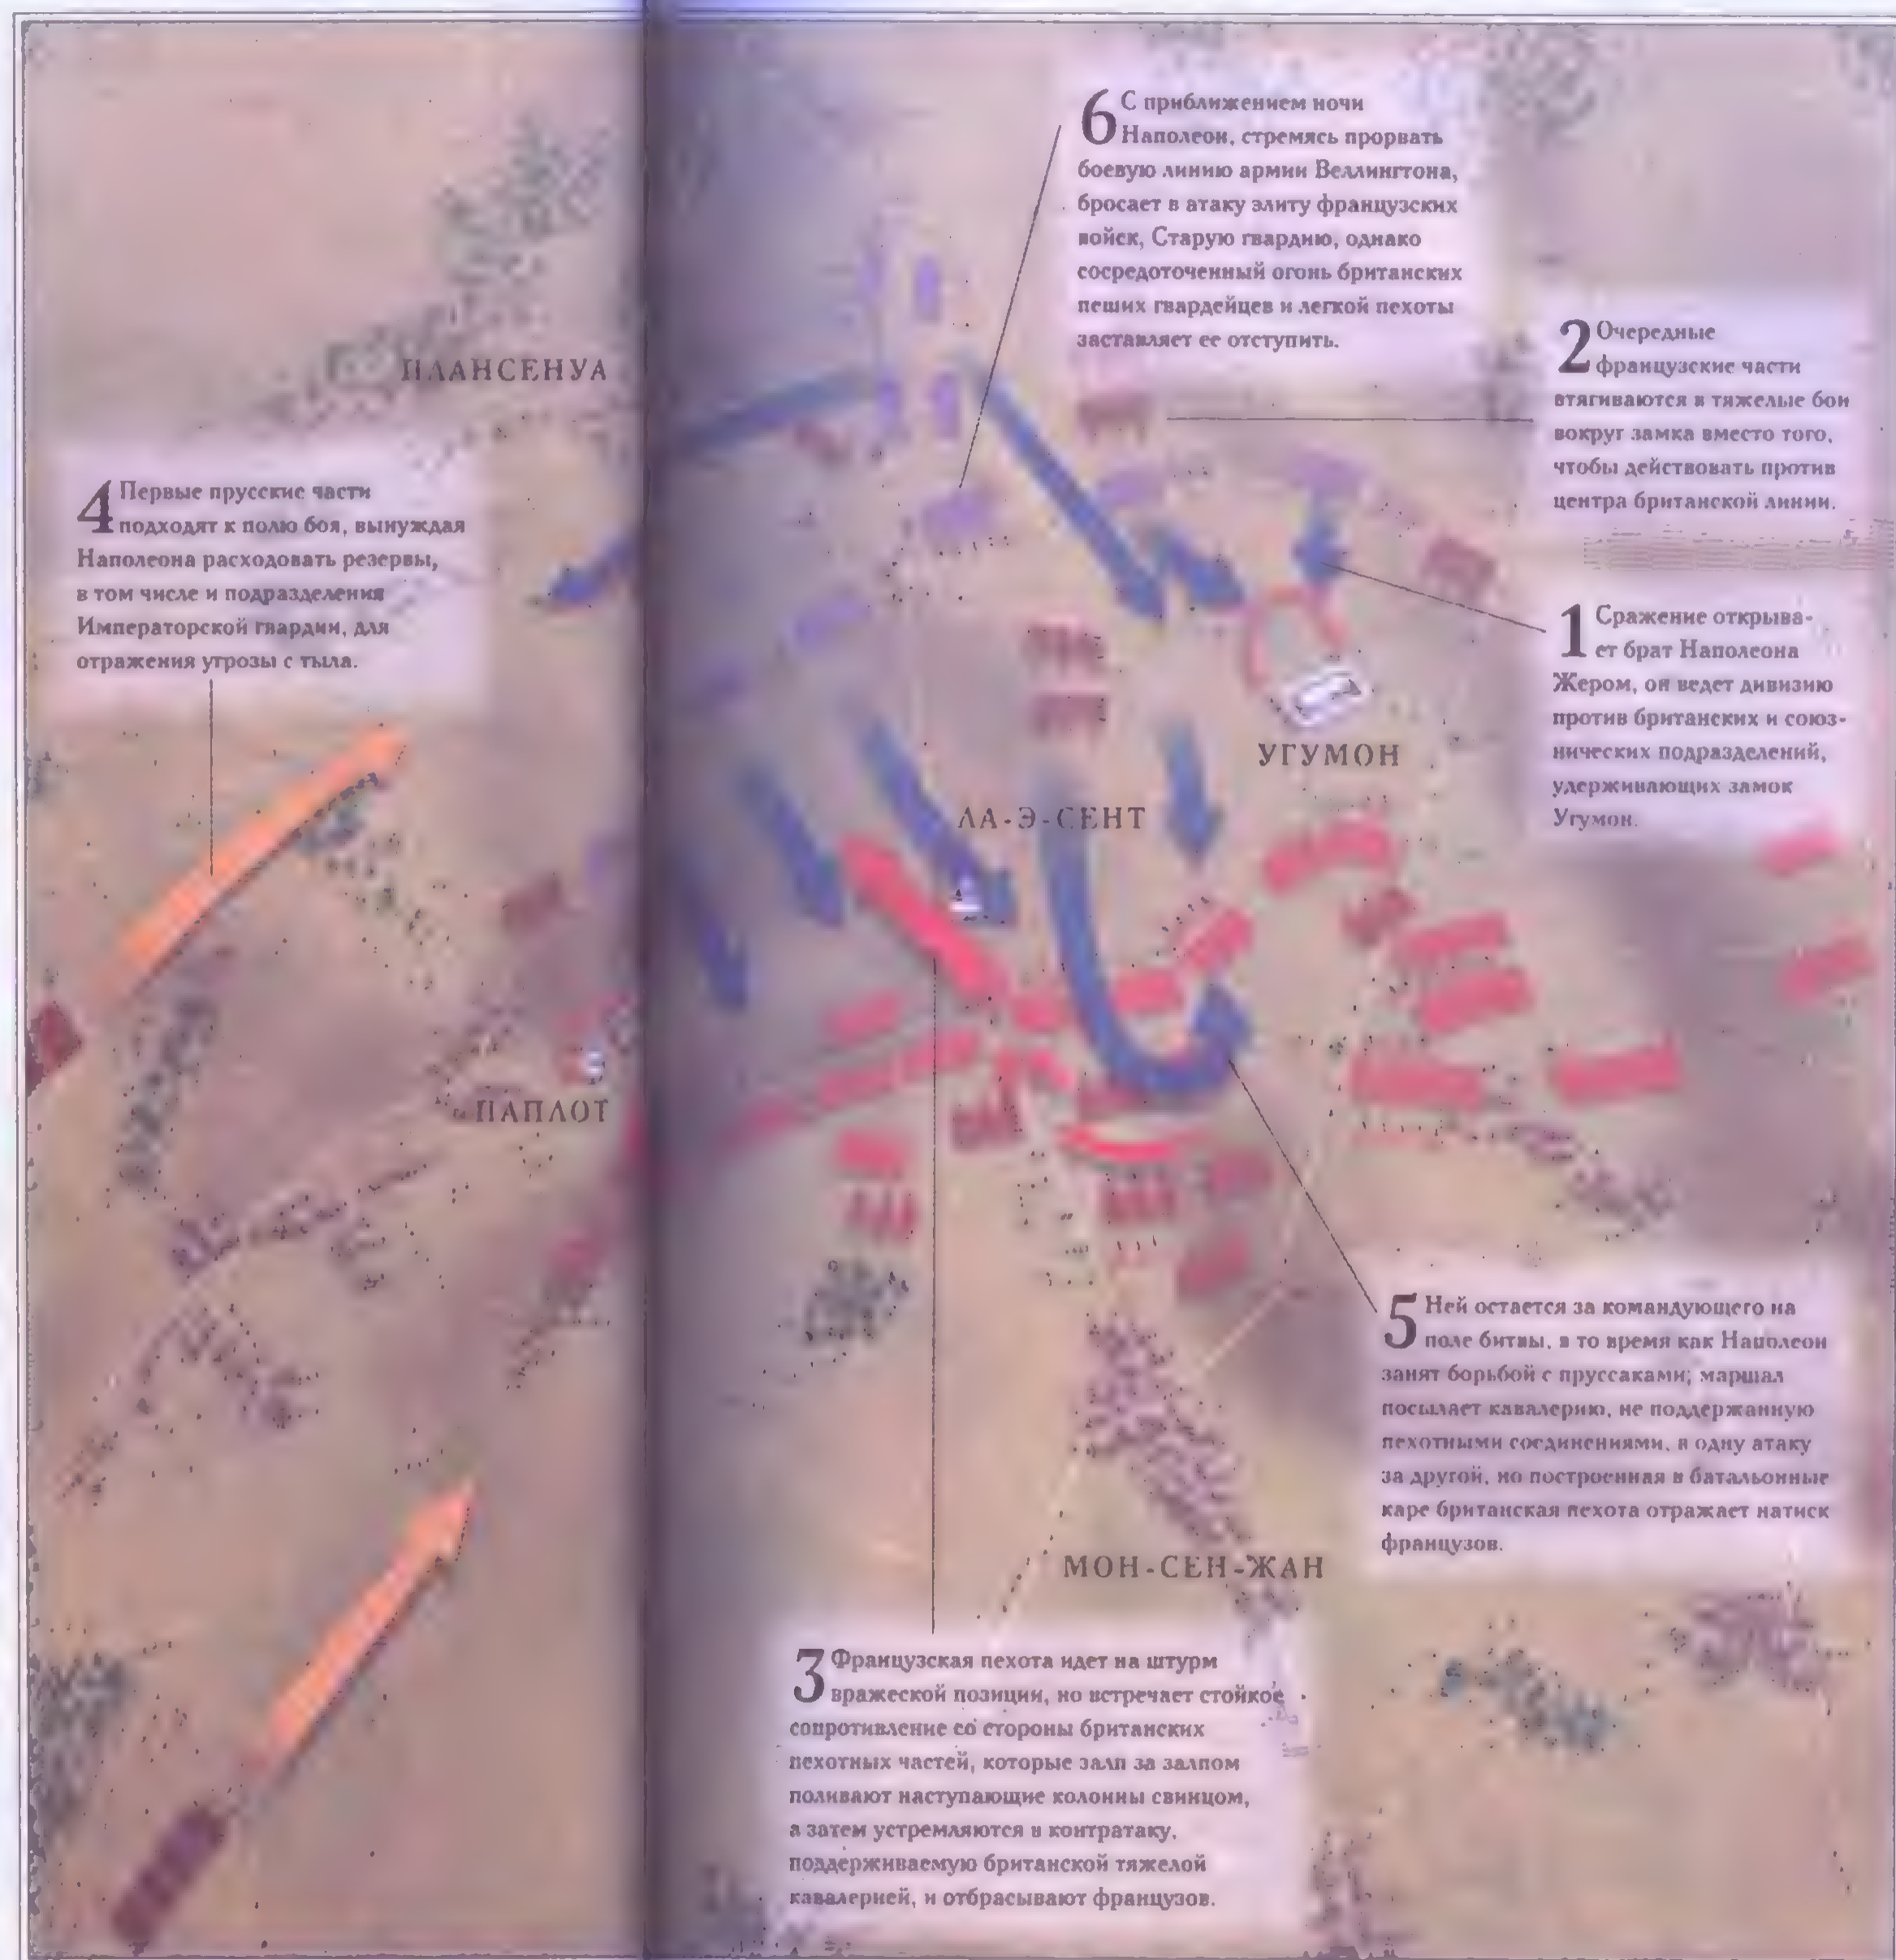 6 С приближением ночи
Наполеон, стремясь прорвать
боевую линию армии Веллингтона,
бросает в атаку элиту французских
войск, Старую гвардию, однако
сосредоточенный огонь британских
пеших гвардейцев и легкой пехоты
заставляет ее отступить.
2 Очередные
французские части
втягиваются в тяжелые бои
вокруг замка вместо того,
чтобы действовать против
центра британской линии.
ПЛАНСЕНУА
4 Первые прусские части
подходят к полю боя, вынуждая
Наполеона расходовать резервы,
в том числе и подразделения
Императорской гвардии, для
отражения угрозы с тыла.
1 Сражение открыва-
ет брат Наполеона
Жером, он ведет дивизию
против британских и союз-
нических подразделений,
удерживающих замок
Угумон.
УГУМОН
ЛА-Э-СЕНТ
ПАПЛОТ
5 Ней остается за командующего на
поле битвы, в то время как Наполеон
занят борьбой с пруссаками; маршал
посылает кавалерию, не поддержанную
пехотными соединениями, в одну атаку
за другой, но построенная в батальонные
каре британская пехота отражает натиск
французов.
МОН-СЕН-ЖАН
3 Французская пехота идет на штурм
вражеской позиции, но встречает стойкое
сопротивление со стороны британских
пехотных частей, которые залп за залпом
поливают наступающие колонны свинцом,
а затем устремляются в контратаку,
поддерживаемую британской тяжелой
кавалерией, и отбрасывают французов.